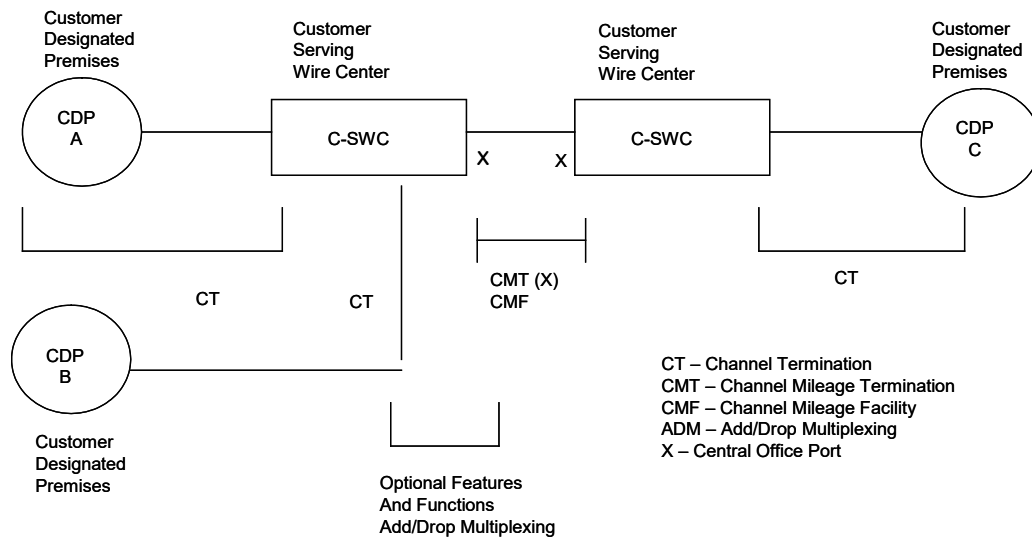 Customer
Designated
Premises
Customer
Serving
Wire Center
Customer
Serving
Wire Center
Customer
Designated
Premises
CDP
A
C-SWC
C-SWC
CDP
C
X
X
CMT (X)
CMF
CT
CT
CT
CDP
B
Customer
Designated
Premises
CT – Channel Termination
CMT – Channel Mileage Termination
CMF – Channel Mileage Facility
ADM – Add/Drop Multiplexing
X – Central Office Port
Optional Features
And Functions
Add/Drop Multiplexing